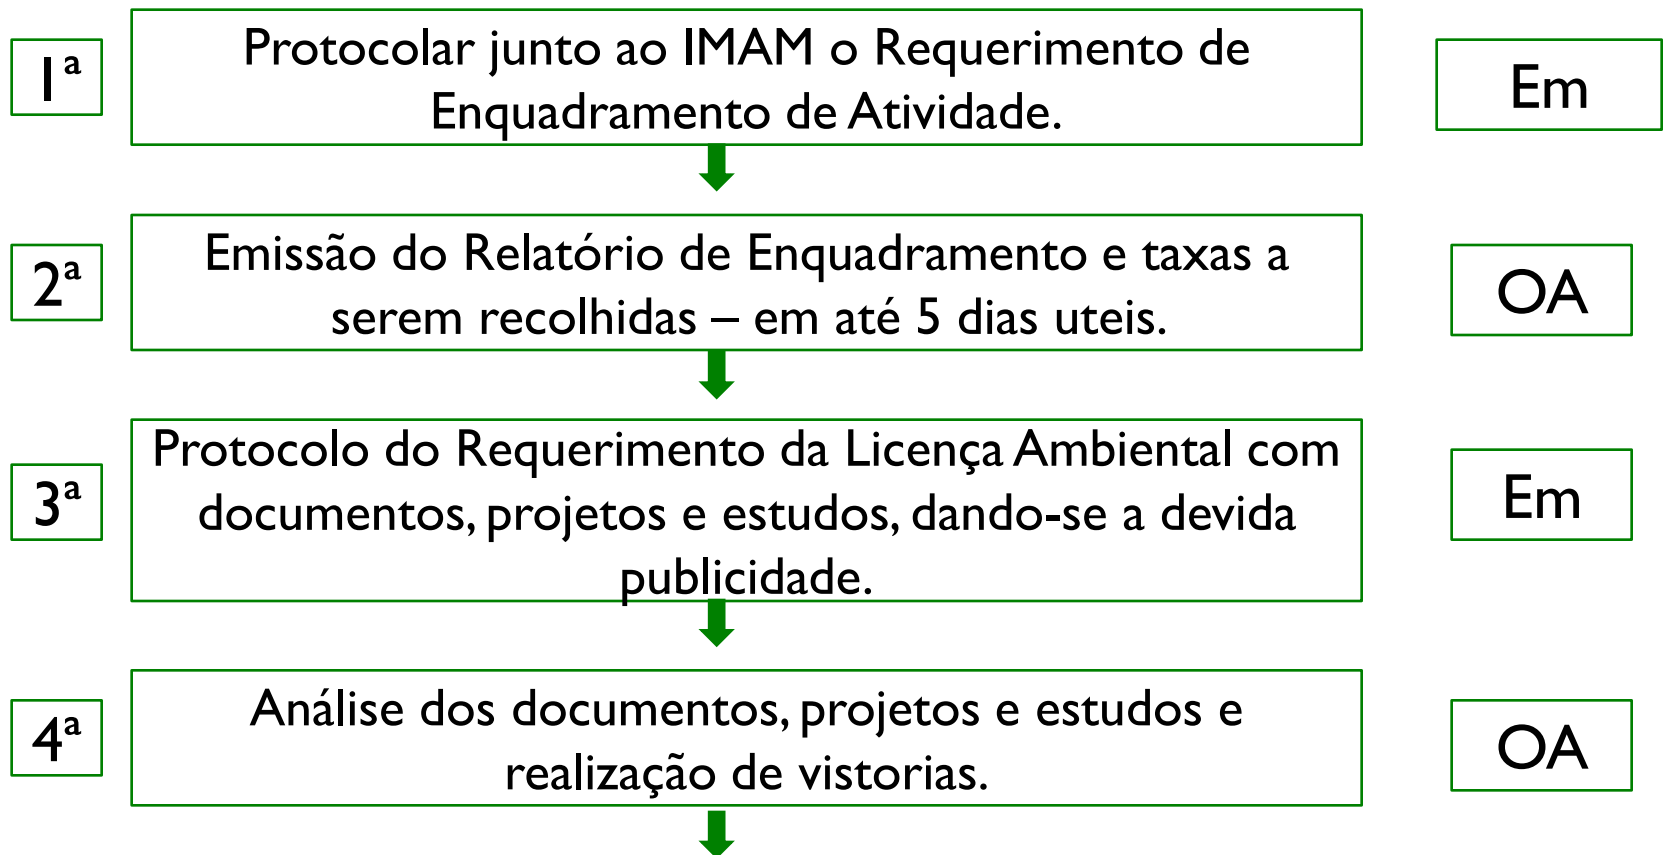 1ª
Protocolar junto ao IMAM o Requerimento de
Enquadramento de Atividade.
Em
2ª
Emissão do Relatório de Enquadramento e taxas a
serem recolhidas – em até 5 dias uteis.
OA
3ª
Protocolo do Requerimento da Licença Ambiental com
documentos, projetos e estudos, dando-se a devida
publicidade.
Em
4ª
Análise dos documentos, projetos e estudos e
realização de vistorias.
OA